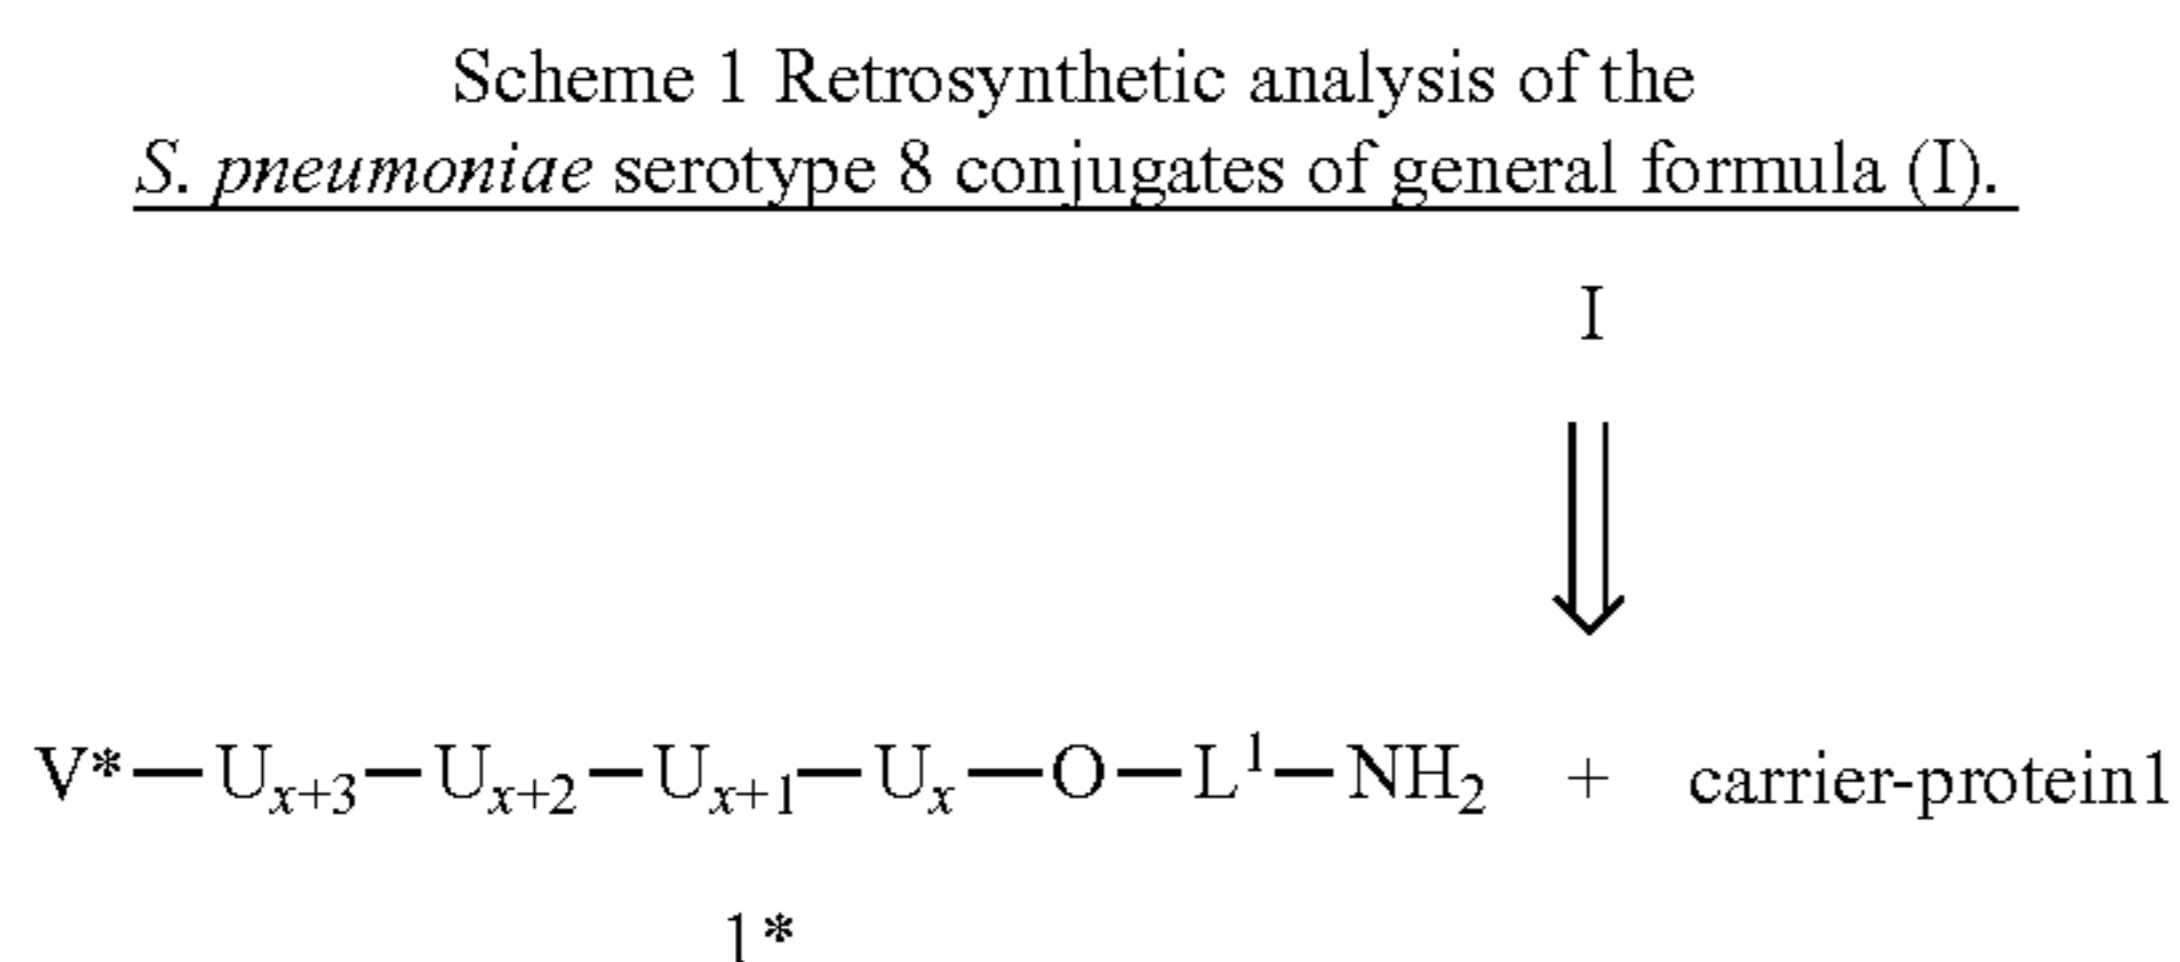 Scheme 1 Retrosynthetic analysis of the
S. pneumoniae serotype 8 conjugates of general formula (I).
I
V*—Uₓ₊₃—Uₓ₊₂—Uₓ₊₁—Uₓ—O—L¹—NH₂ + carrier-protein1
1*